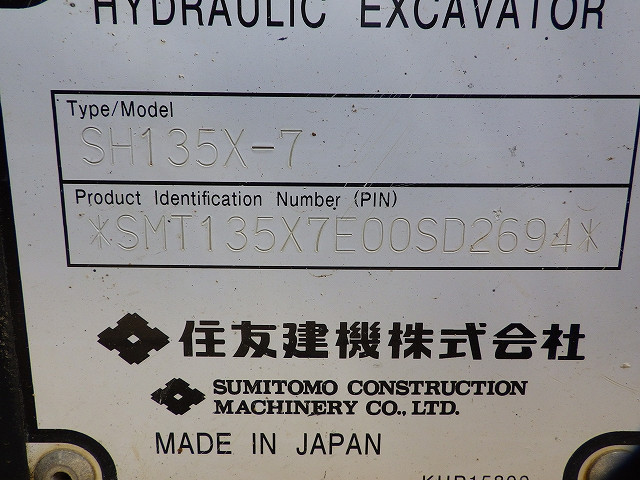 HYDRAULIC EXCAVATOR
Type/Model
SH135X-7
Product Identification Number (PIN)
*SMT135X7E00SD2694*
住友建機株式会社
SUMITOMO CONSTRUCTION
MACHINERY CO., LTD.
MADE IN JAPAN